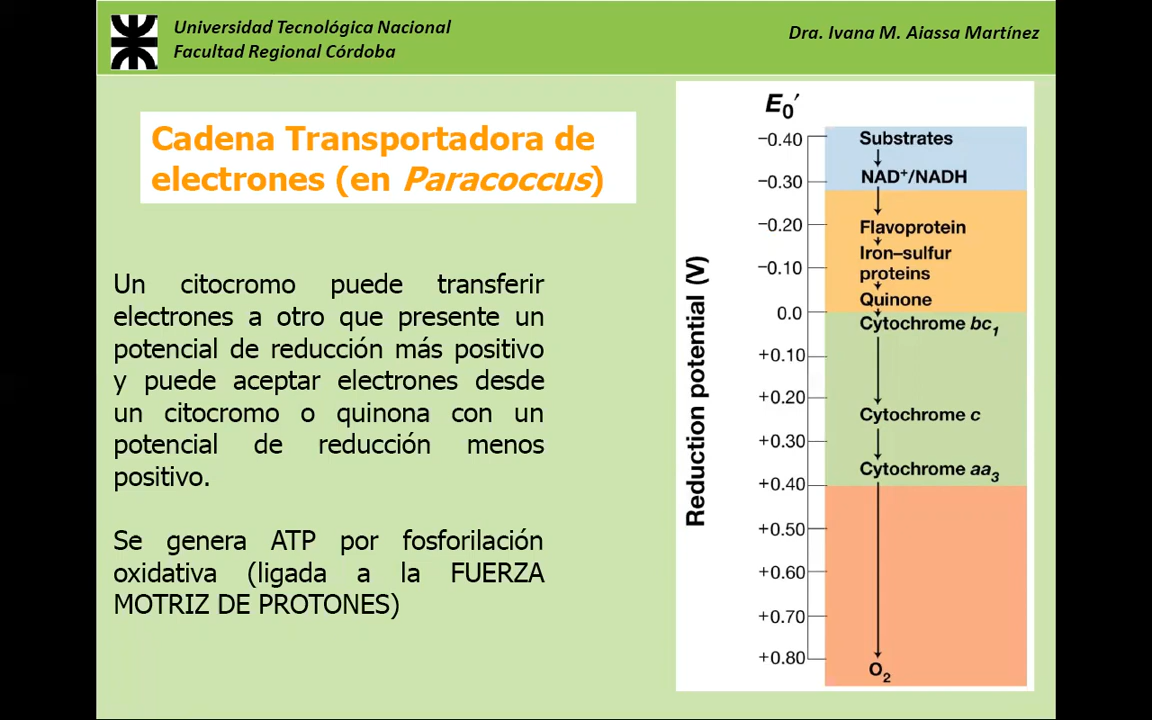 Universidad Tecnológica Nacional
Facultad Regional Córdoba
Dra. Ivana M. Aiassa Martínez
Cadena Transportadora de
electrones (en Paracoccus)
Un citocromo puede transferir
electrones a otro que presente un
potencial de reducción más positivo
y puede aceptar electrones desde
un citocromo o quinona con un
potencial de reducción menos
positivo.
Se genera ATP por fosforilación
oxidativa (ligada a la FUERZA
MOTRIZ DE PROTONES)
Reduction potential (V)
E₀′
−0.40
−0.30
−0.20
−0.10
0.0
+0.10
+0.20
+0.30
+0.40
+0.50
+0.60
+0.70
+0.80
Substrates
NAD⁺/NADH
Flavoprotein
Iron–sulfur
proteins
Quinone
Cytochrome bc₁
Cytochrome c
Cytochrome aa₃
O₂